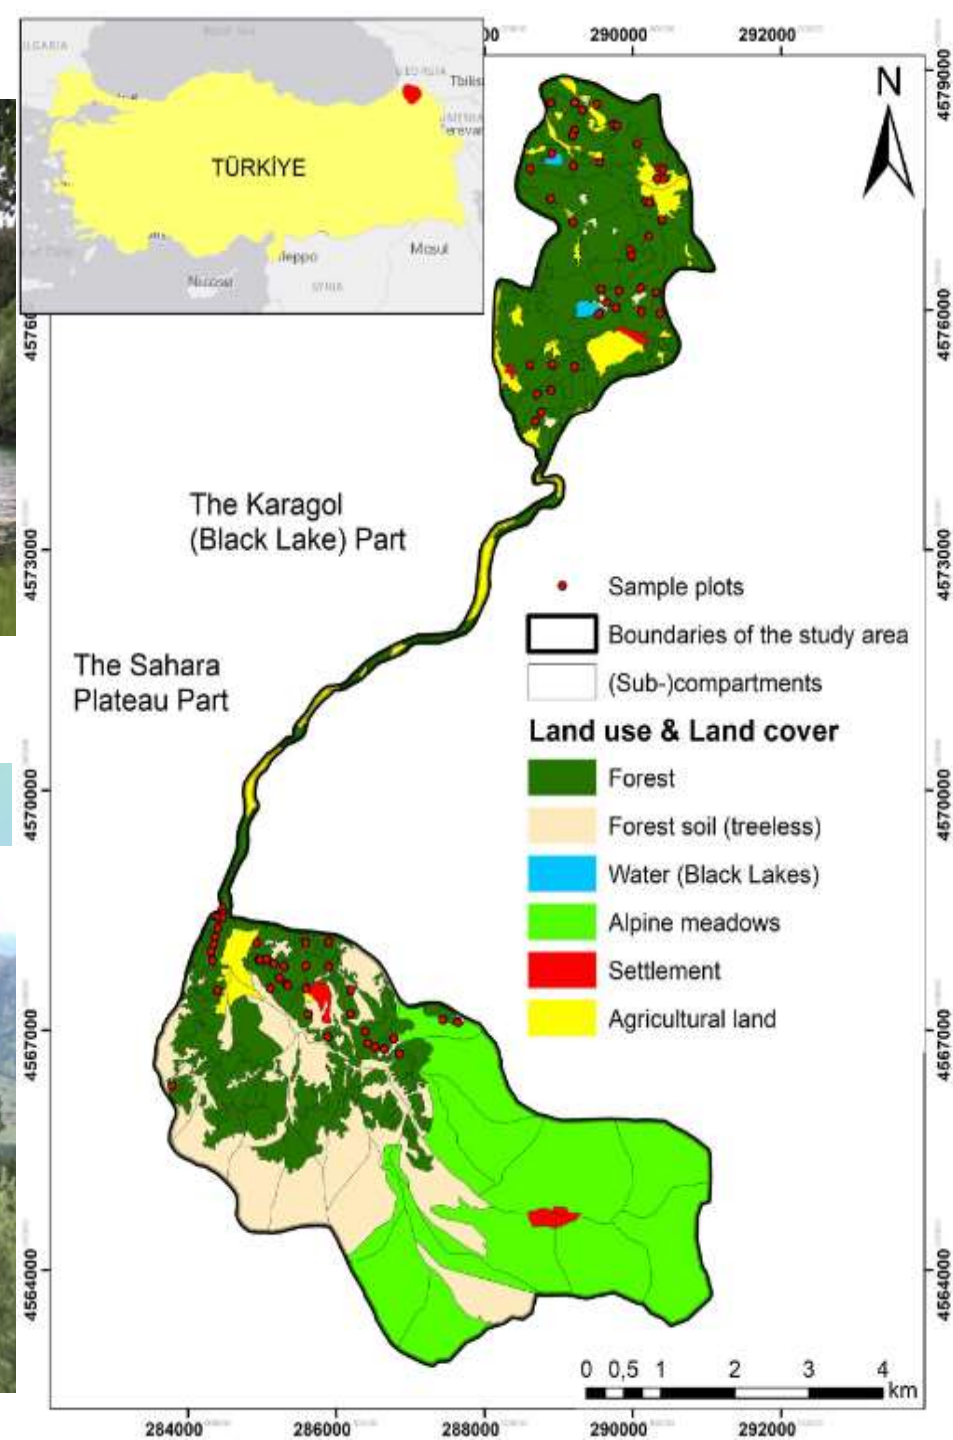 GEORGIA
TÜRKİYE
Mosul
SYRIA
00
290000
292000
N
4579000
4576000
4573000
4570000
4567000
4564000
4573000
4570000
4567000
4564000
The Karagol
(Black Lake) Part
The Sahara
Plateau Part
Sample plots
Boundaries of the study area
(Sub-)compartments
Land use & Land cover
Forest
Forest soil (treeless)
Water (Black Lakes)
Alpine meadows
Settlement
Agricultural land
0 0,5 1 2 3 4
km
284000
286000
288000
290000
292000